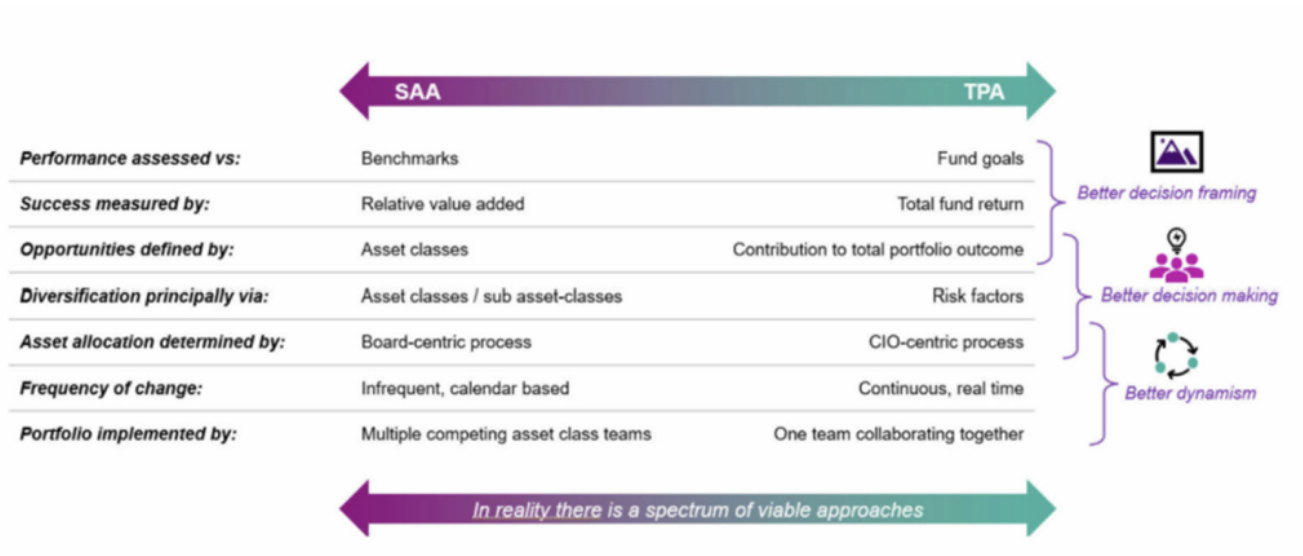 SAA TPA
Performance assessed vs: Benchmarks Fund goals
Better decision framing
Success measured by: Relative value added Total fund return
Opportunities defined by: Asset classes Contribution to total portfolio outcome
Diversification principally via: Asset classes / sub asset-classes Risk factors
Better decision making
Asset allocation determined by: Board-centric process CIO-centric process
Frequency of change: Infrequent, calendar based Continuous, real time
Better dynamism
Portfolio implemented by: Multiple competing asset class teams One team collaborating together
In reality there is a spectrum of viable approaches